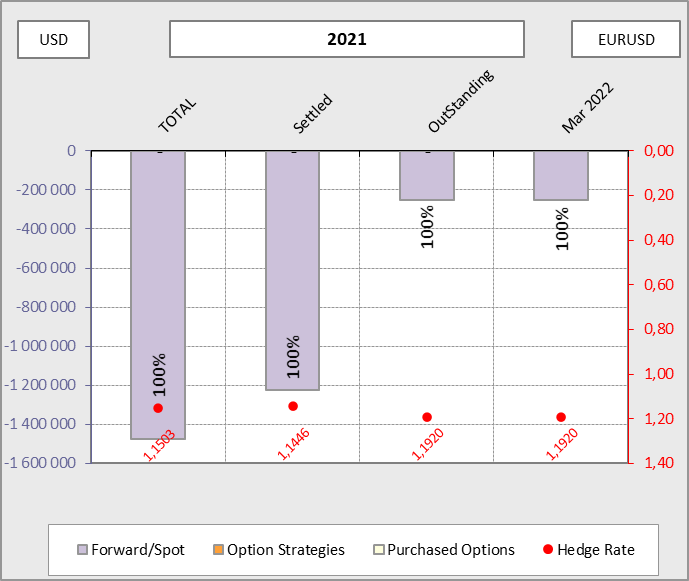 USD
2021
EURUSD
TOTAL
Settled
OutStanding
Mar 2022
0
-200 000
-400 000
-600 000
-800 000
-1 000 000
-1 200 000
-1 400 000
-1 600 000
0,00
0,20
0,40
0,60
0,80
1,00
1,20
1,40
-
-
-
100%
100%
100%
100%
1,1503
1,1446
1,1920
1,1920
Forward/Spot
Option Strategies
Purchased Options
Hedge Rate